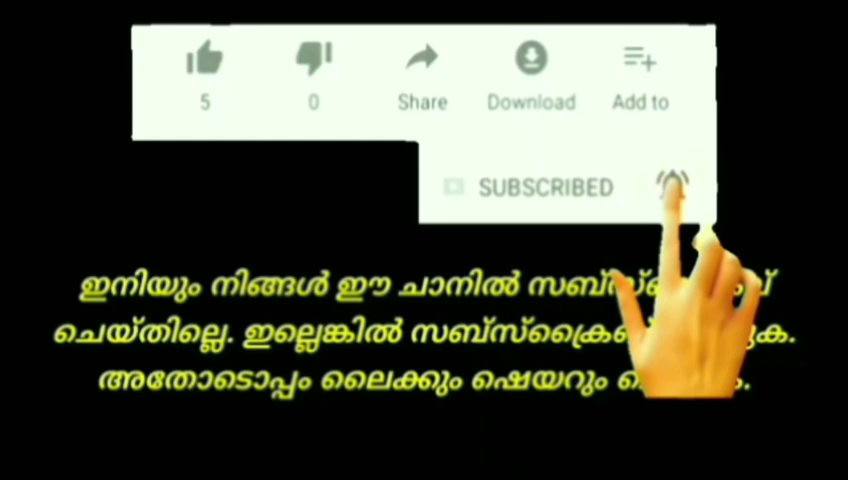 5 0 Share Download Add to
SUBSCRIBED
ഇനിയും നിങ്ങൾ ഈ ചാനിൽ
ചെയ്തില്ലെ. ഇല്ലെങ്കിൽ
അതോടൊപ്പം ലൈക്കും ഷെയറും